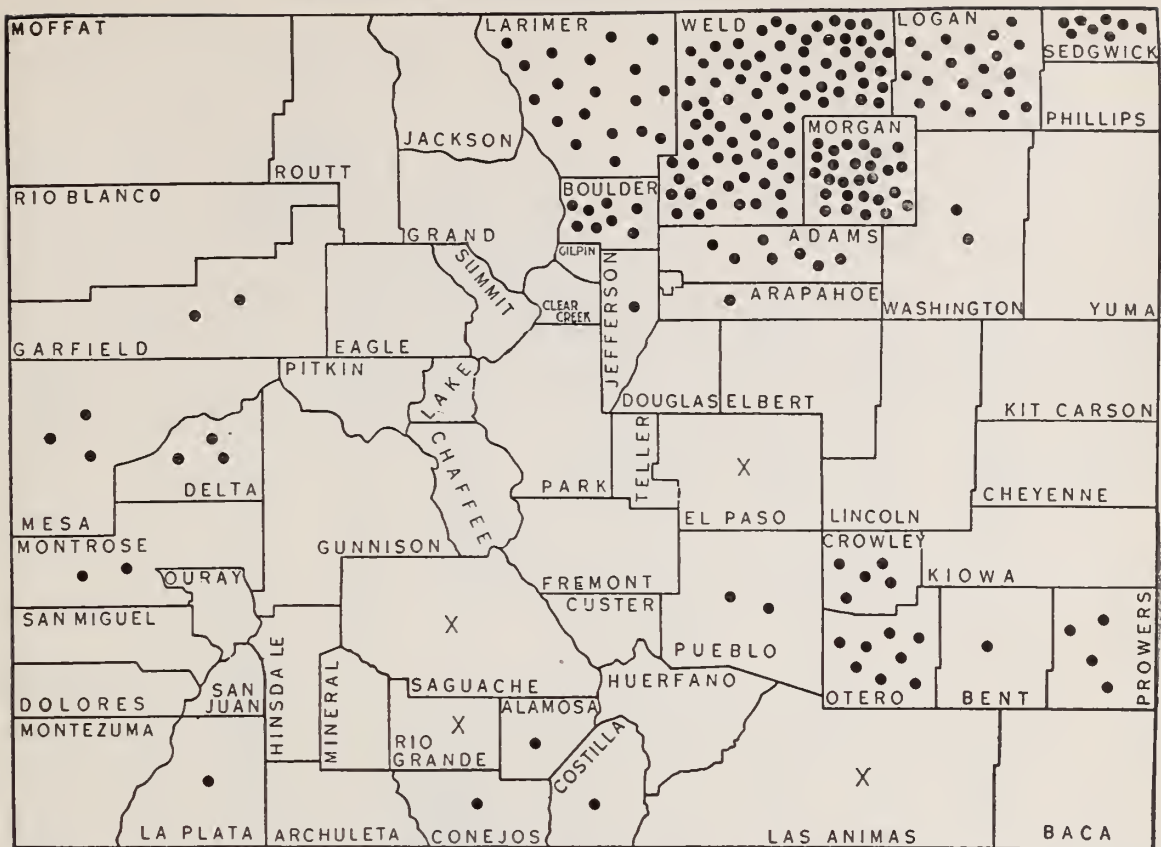 MOFFAT
LARIMER
WELD
LOGAN
SEDGWICK
PHILLIPS
JACKSON
MORGAN
ROUTT
RIO BLANCO
BOULDER
GRAND
GILPIN
ADAMS
SUMMIT
CLEAR CREEK
JEFFERSON
ARAPAHOE
WASHINGTON
YUMA
GARFIELD
EAGLE
PITKIN
LAKE
DOUGLAS
ELBERT
KIT CARSON
CHAFFEE
TELLER
X
DELTA
PARK
CHEYENNE
MESA
EL PASO
LINCOLN
MONTROSE
GUNNISON
CROWLEY
OURAY
FREMONT
KIOWA
SAN MIGUEL
CUSTER
X
PUEBLO
PROWERS
HINSDALE
MINERAL
SAGUACHE
HUERFANO
DOLORES
SAN JUAN
ALAMOSA
OTERO
BENT
MONTEZUMA
X
RIO GRANDE
COSTILLA
X
LA PLATA
ARCHULETA
CONEJOS
LAS ANIMAS
BACA